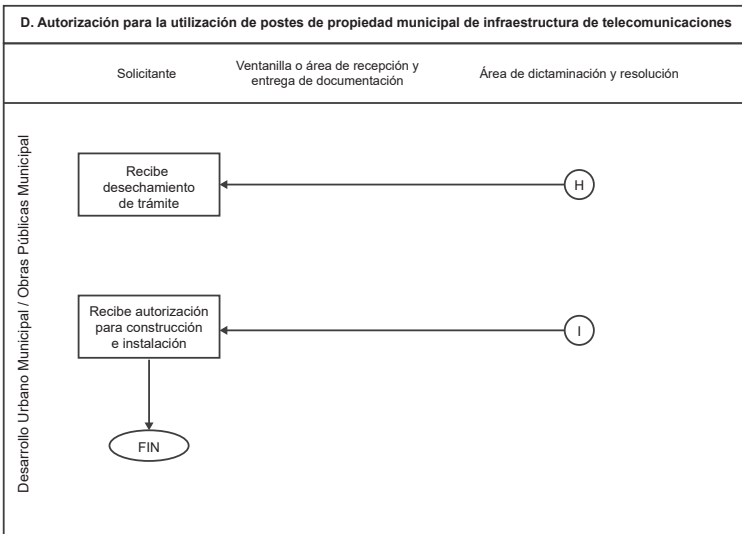 D. Autorización para la utilización de postes de propiedad municipal de infraestructura de telecomunicaciones
Solicitante
Ventanilla o área de recepción y
entrega de documentación
Área de dictaminación y resolución
Desarrollo Urbano Municipal / Obras Públicas Municipal
Recibe
desechamiento
de trámite
H
Recibe autorización
para construcción
e instalación
I
FIN